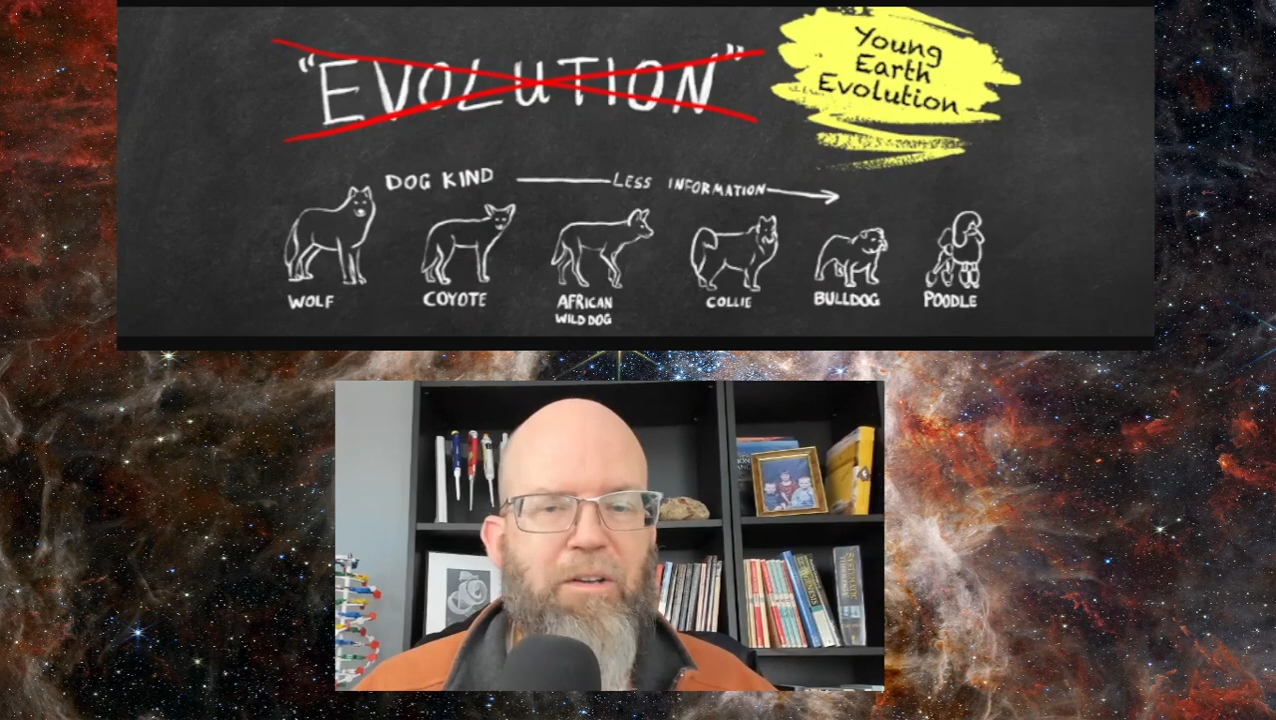 “EVOLUTION”
Young
Earth
Evolution
DOG KIND
LESS INFORMATION
WOLF
COYOTE
AFRICAN
WILD DOG
COLLIE
BULLDOG
POODLE